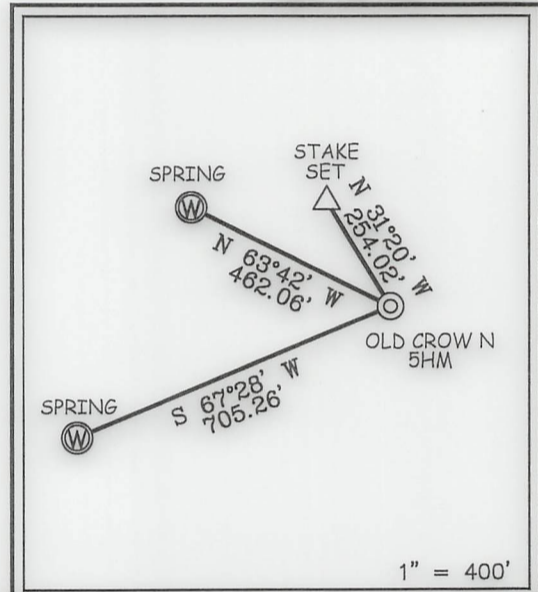 STAKE
SET
SPRING
W
N 31°20' W
254.02'
N 63°42' W
462.06'
OLD CROW N
5HM
S 67°28' W
705.26'
SPRING
W
1" = 400'